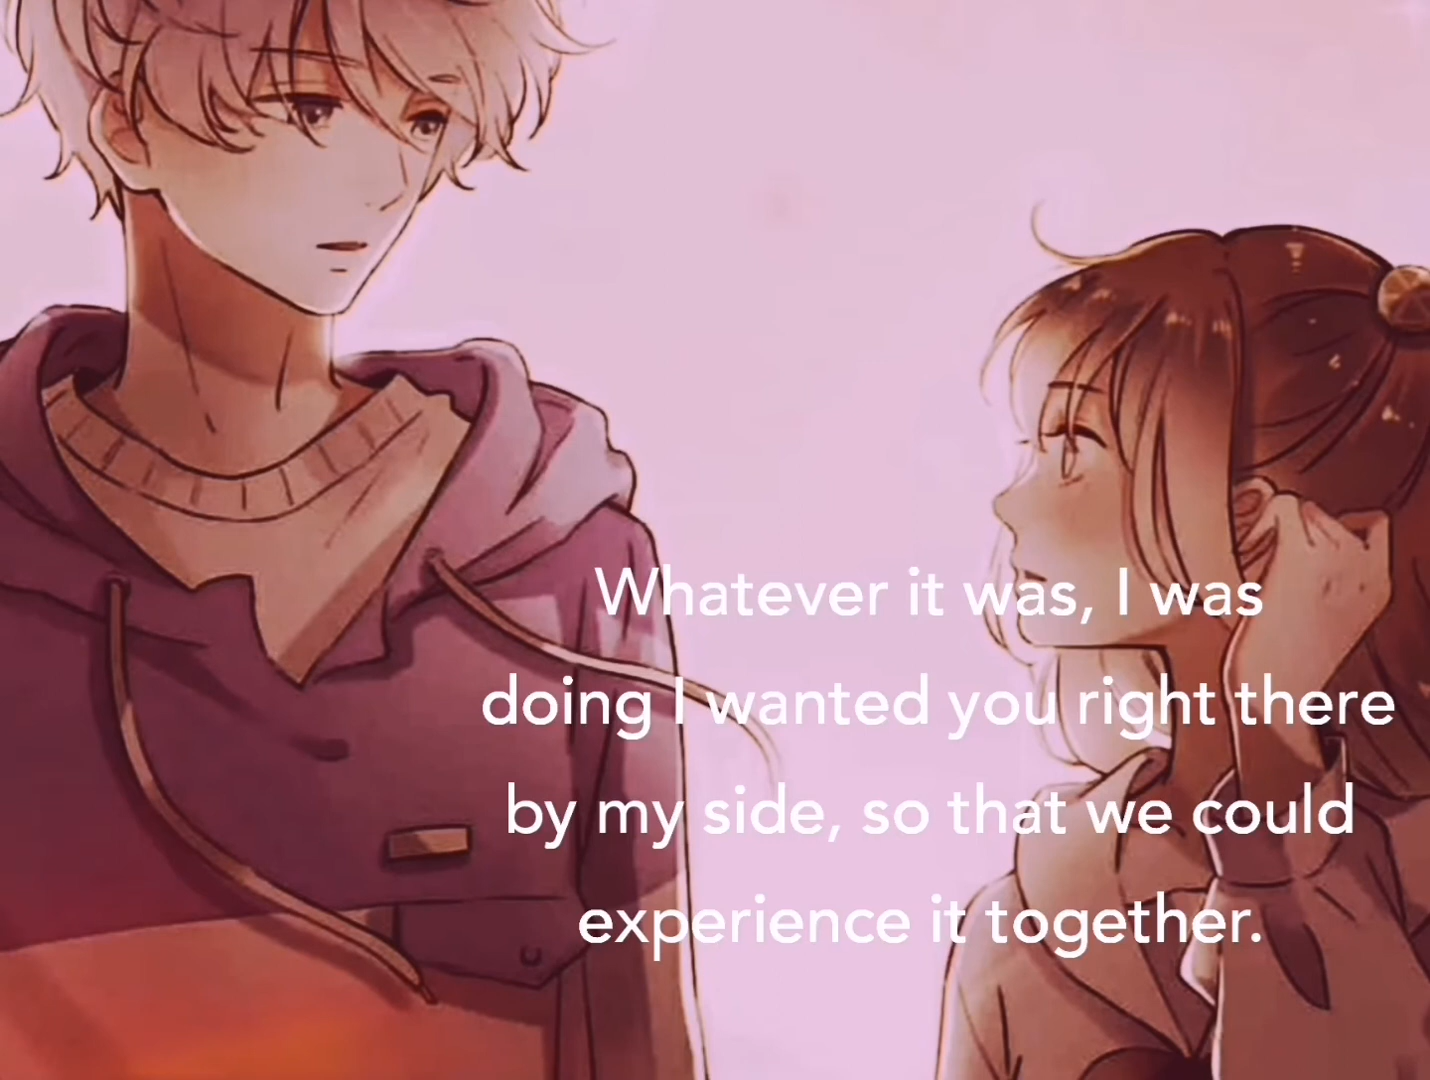 Whatever it was, I was
doing I wanted you right there
by my side, so that we could
experience it together.